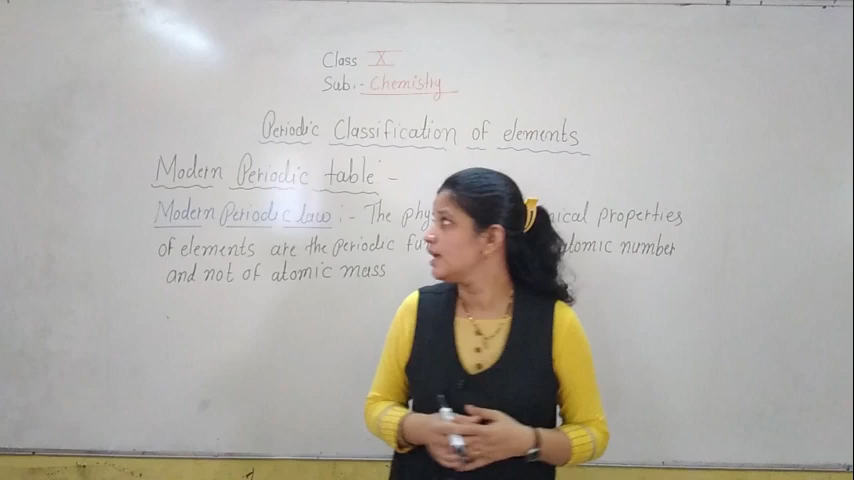 Class X
Sub:- Chemistry
Periodic Classification of elements
Modern Periodic table -
Modern Periodic law :- The properties
of elements are the periodic atomic number
and not of atomic mass